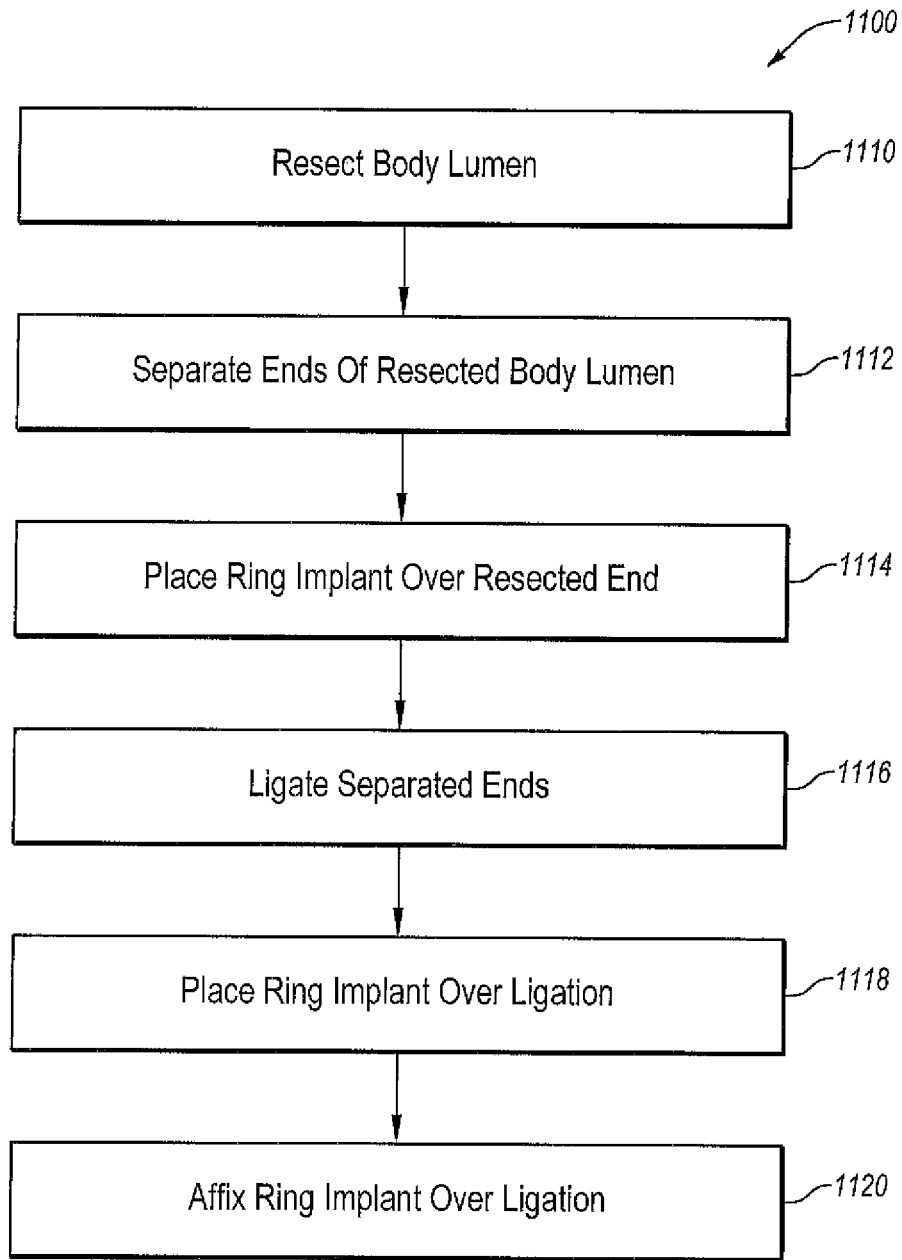 1100
Resect Body Lumen
1110
Separate Ends Of Resected Body Lumen
1112
Place Ring Implant Over Resected End
1114
Ligate Separated Ends
1116
Place Ring Implant Over Ligation
1118
Affix Ring Implant Over Ligation
1120